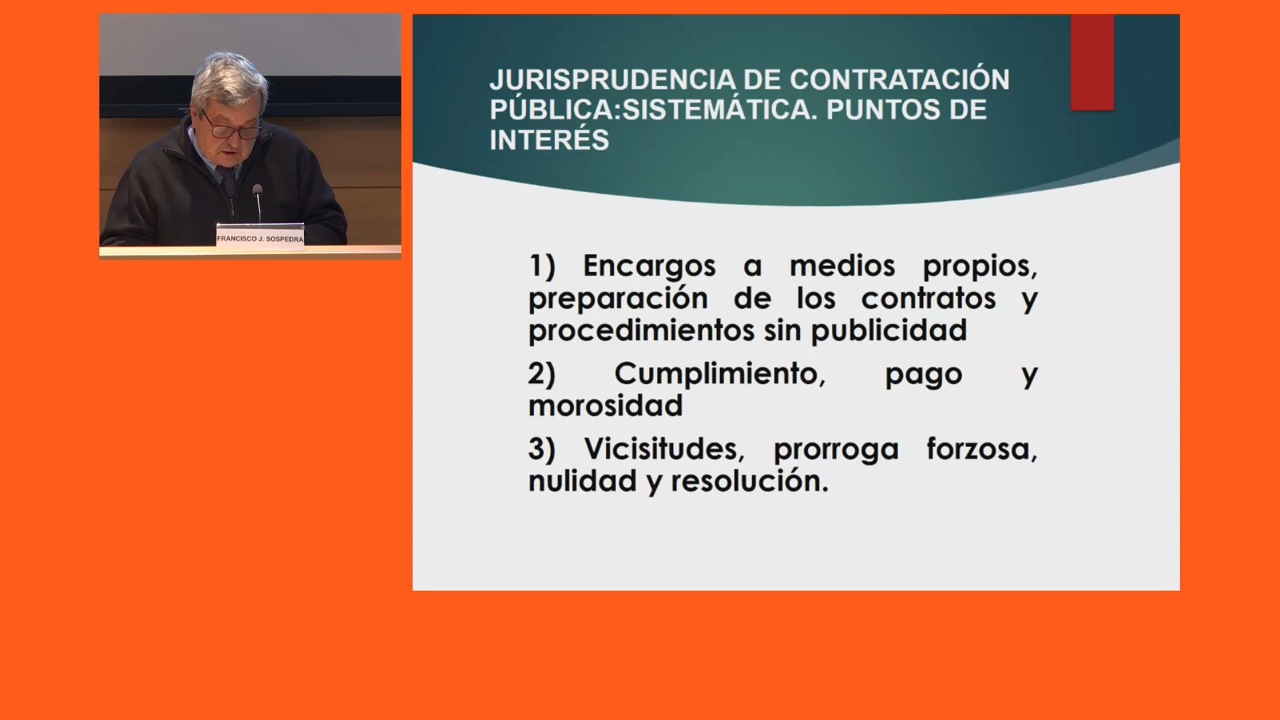 JURISPRUDENCIA DE CONTRATACIÓN
PÚBLICA:SISTEMÁTICA. PUNTOS DE
INTERÉS
1) Encargos a medios propios,
preparación de los contratos y
procedimientos sin publicidad
2) Cumplimiento, pago y
morosidad
3) Vicisitudes, prorroga forzosa,
nulidad y resolución.
FRANCISCO J. SOSPEDRA